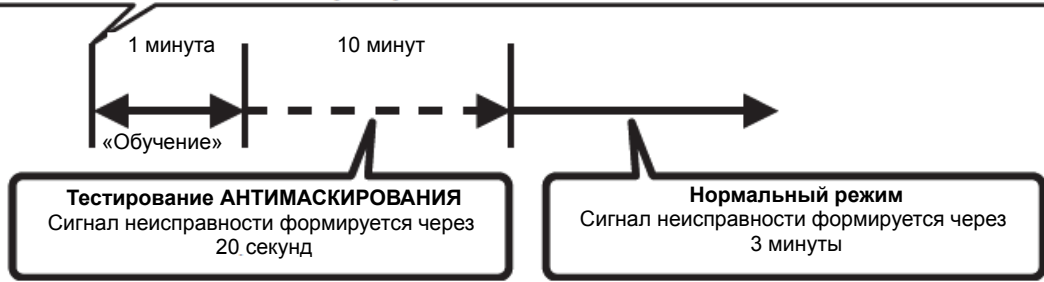 1 минута
10 минут
«Обучение»
Тестирование АНТИМАСКИРОВАНИЯ
Сигнал неисправности формируется через
20 секунд
Нормальный режим
Сигнал неисправности формируется через
3 минуты